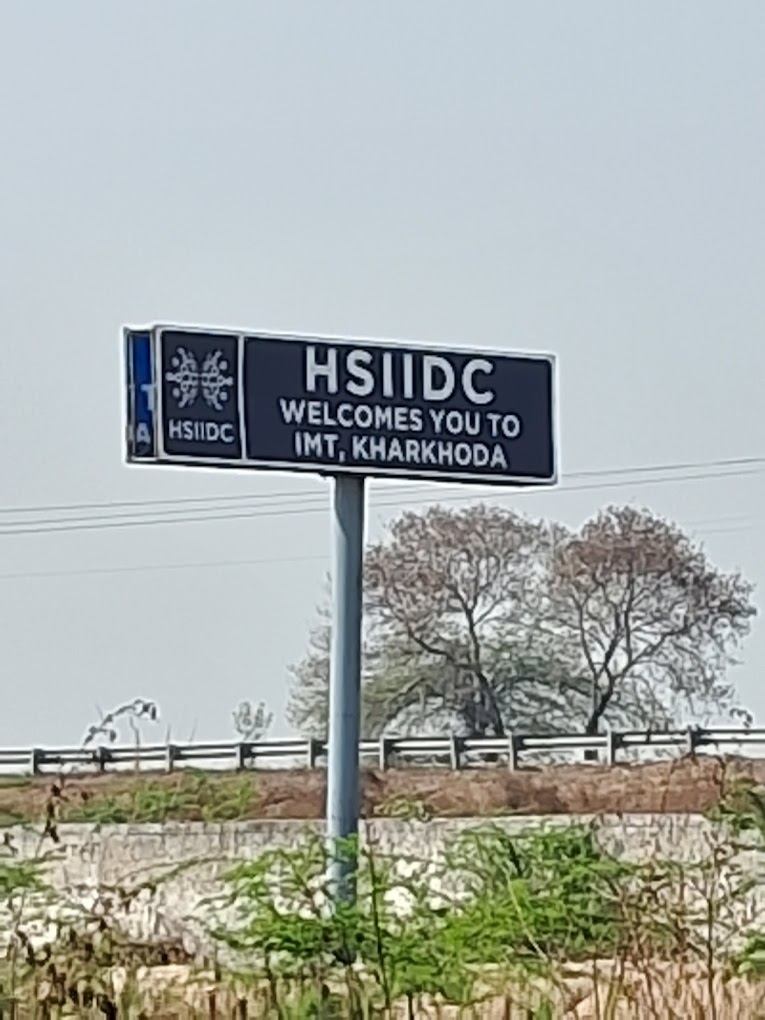 HSIIDC
HSIIDC
WELCOMES YOU TO
IMT, KHARKHODA